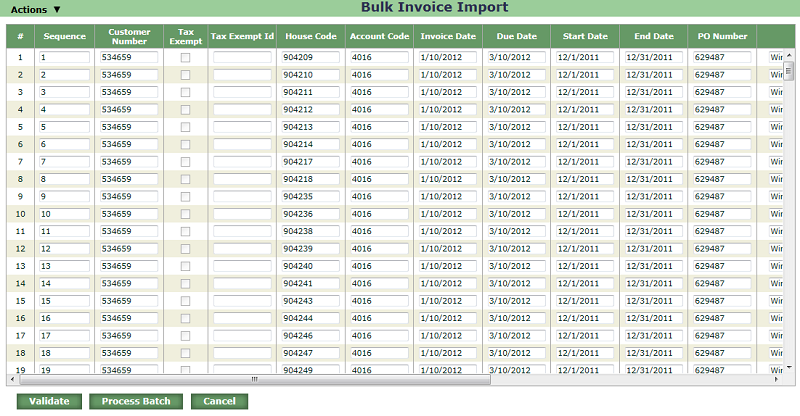 Actions ▼ Bulk Invoice Import
# Sequence Customer Number Tax Exempt Tax Exempt Id House Code Account Code Invoice Date Due Date Start Date End Date PO Number
1 1 534659 904209 4016 1/10/2012 3/10/2012 12/1/2011 12/31/2011 629487 Wir
2 2 534659 904210 4016 1/10/2012 3/10/2012 12/1/2011 12/31/2011 629487 Wir
3 3 534659 904211 4016 1/10/2012 3/10/2012 12/1/2011 12/31/2011 629487 Wir
4 4 534659 904212 4016 1/10/2012 3/10/2012 12/1/2011 12/31/2011 629487 Wir
5 5 534659 904213 4016 1/10/2012 3/10/2012 12/1/2011 12/31/2011 629487 Wir
6 6 534659 904214 4016 1/10/2012 3/10/2012 12/1/2011 12/31/2011 629487 Wir
7 7 534659 904217 4016 1/10/2012 3/10/2012 12/1/2011 12/31/2011 629487 Wir
8 8 534659 904218 4016 1/10/2012 3/10/2012 12/1/2011 12/31/2011 629487 Wir
9 9 534659 904235 4016 1/10/2012 3/10/2012 12/1/2011 12/31/2011 629487 Wir
10 10 534659 904236 4016 1/10/2012 3/10/2012 12/1/2011 12/31/2011 629487 Wir
11 11 534659 904238 4016 1/10/2012 3/10/2012 12/1/2011 12/31/2011 629487 Wir
12 12 534659 904239 4016 1/10/2012 3/10/2012 12/1/2011 12/31/2011 629487 Wir
13 13 534659 904240 4016 1/10/2012 3/10/2012 12/1/2011 12/31/2011 629487 Wir
14 14 534659 904241 4016 1/10/2012 3/10/2012 12/1/2011 12/31/2011 629487 Wir
15 15 534659 904243 4016 1/10/2012 3/10/2012 12/1/2011 12/31/2011 629487 Wir
16 16 534659 904244 4016 1/10/2012 3/10/2012 12/1/2011 12/31/2011 629487 Wir
17 17 534659 904246 4016 1/10/2012 3/10/2012 12/1/2011 12/31/2011 629487 Wir
18 18 534659 904247 4016 1/10/2012 3/10/2012 12/1/2011 12/31/2011 629487 Wir
19 19 534659 904249 4016 1/10/2012 3/10/2012 12/1/2011 12/31/2011 629487 Wir
Validate Process Batch Cancel